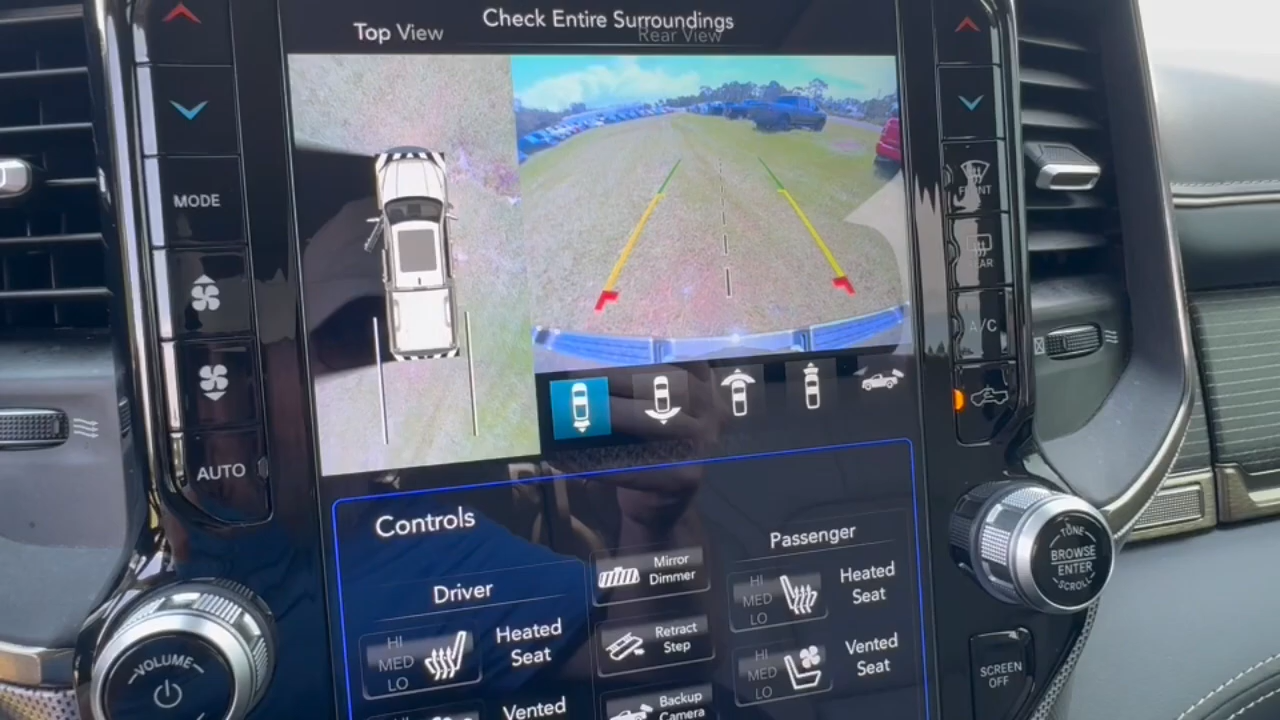 Check Entire Surroundings
Top View
Rear View
MODE
AUTO
FRONT
REAR
A/C
Controls
Driver
HI
MED
LO
Heated
Seat
HI
Vented
Mirror
Dimmer
Retract
Step
Backup
Camera
Passenger
HI
MED
LO
Heated
Seat
HI
MED
LO
Vented
Seat
VOLUME
TONE
BROWSE
ENTER
SCROLL
SCREEN
OFF